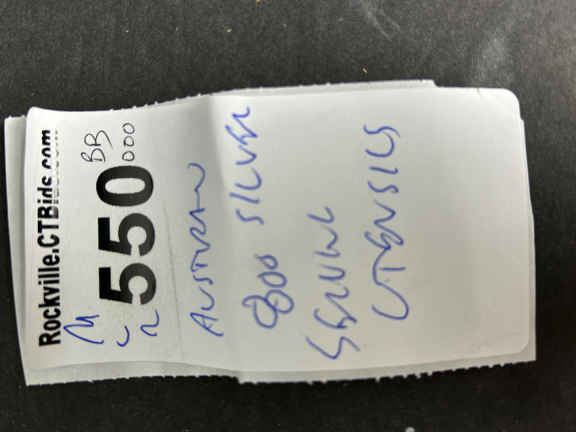 Rockville.CTBids.com
550
BB
000
AUSTRIAN
800 SILVER
SERVING
UTENSILS